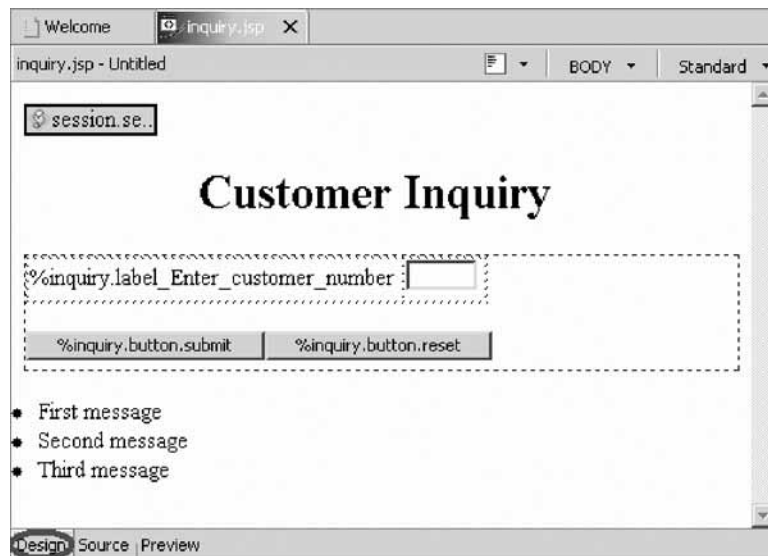 Welcome inquiry.jsp X
inquiry.jsp - Untitled BODY Standard
session.se..
Customer Inquiry
%inquiry.label_Enter_customer_number :
%inquiry.button.submit %inquiry.button.reset
First message
Second message
Third message
Design Source Preview